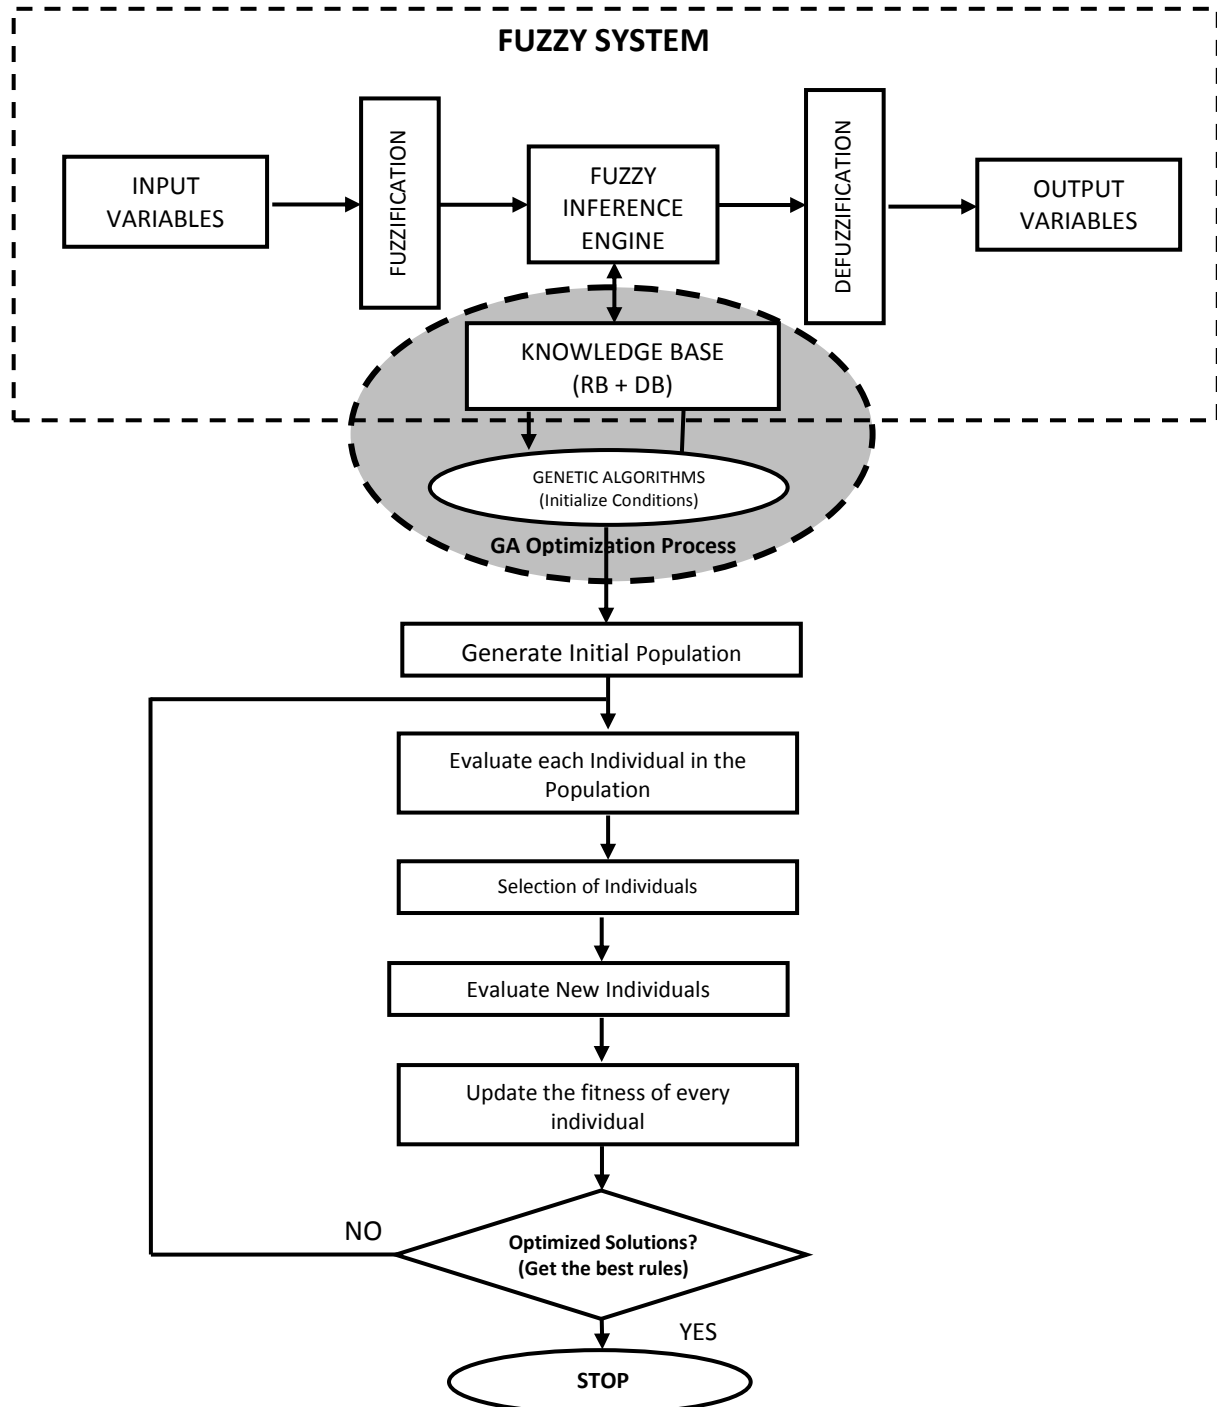 FUZZY SYSTEM
INPUT
VARIABLES
FUZZIFICATION
FUZZY
INFERENCE
ENGINE
DEFUZZIFICATION
OUTPUT
VARIABLES
KNOWLEDGE BASE
(RB + DB)
GENETIC ALGORITHMS
(Initialize Conditions)
GA Optimization Process
Generate Initial Population
Evaluate each Individual in the
Population
Selection of Individuals
Evaluate New Individuals
Update the fitness of every
individual
NO
Optimized Solutions?
(Get the best rules)
YES
STOP